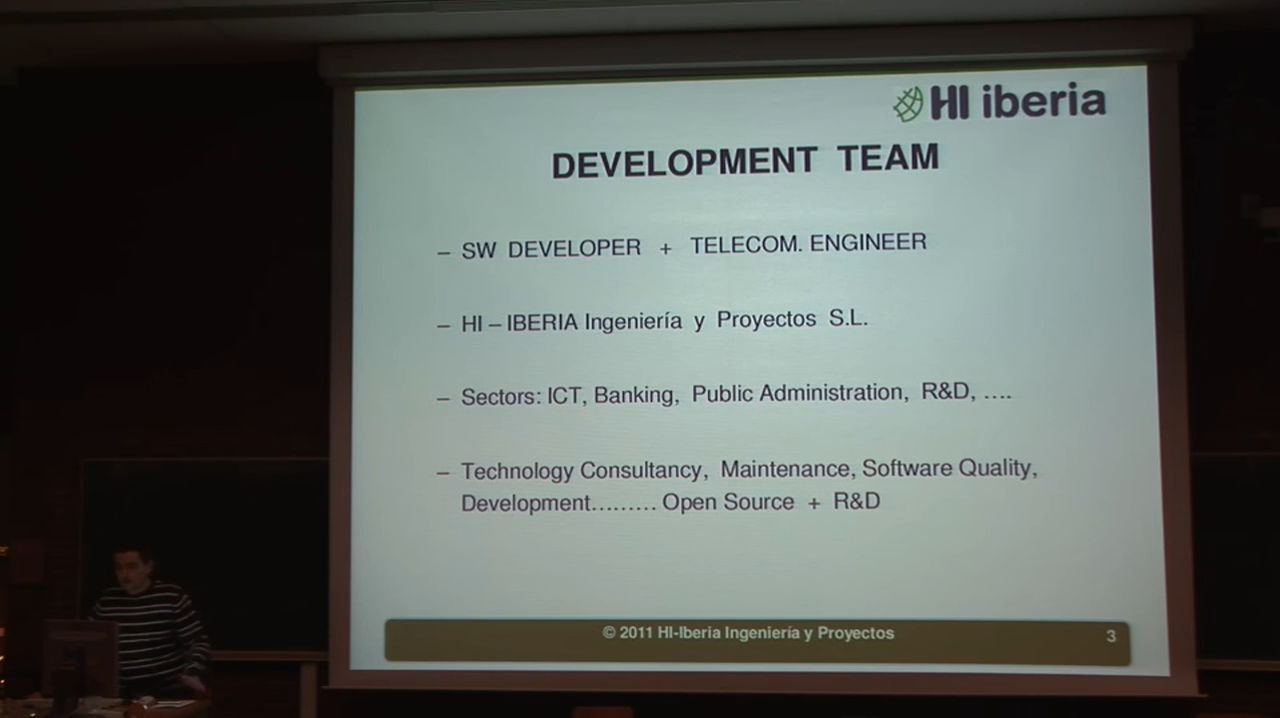 HI iberia
DEVELOPMENT TEAM
– SW DEVELOPER + TELECOM. ENGINEER
– HI – IBERIA Ingeniería y Proyectos S.L.
– Sectors: ICT, Banking, Public Administration, R&D, ....
– Technology Consultancy, Maintenance, Software Quality,
Development......... Open Source + R&D
© 2011 HI-Iberia Ingeniería y Proyectos 3